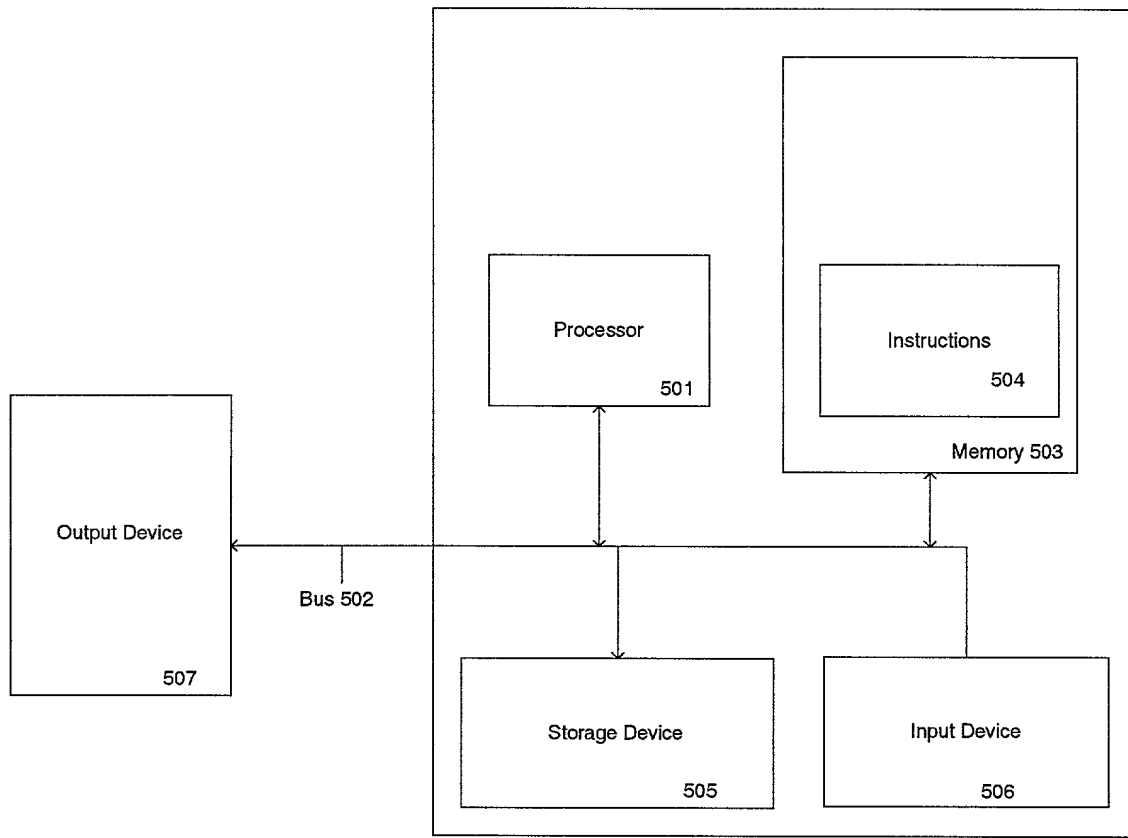 Processor
501
Instructions
504
Memory 503
Output Device
507
Bus 502
Storage Device
505
Input Device
506